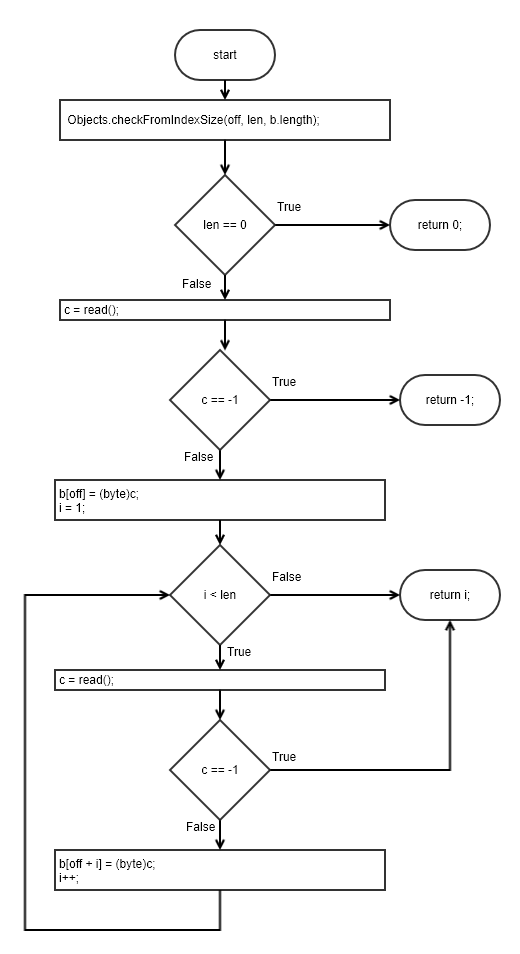 start
Objects.checkFromIndexSize(off, len, b.length);
len == 0
True
return 0;
False
c = read();
c == -1
True
return -1;
False
b[off] = (byte)c;
i = 1;
i < len
False
return i;
True
c = read();
c == -1
True
False
b[off + i] = (byte)c;
i++;